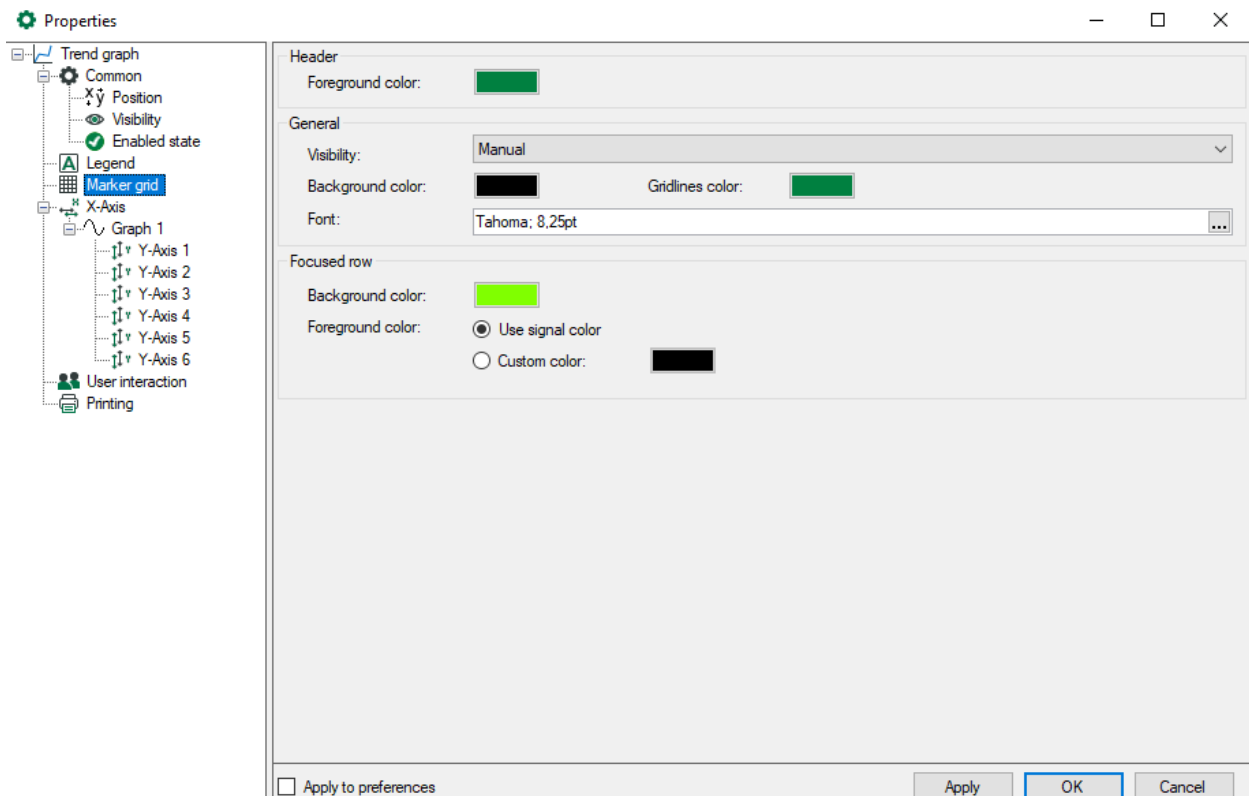 Properties
Trend graph
Common
Position
Visibility
Enabled state
Legend
Marker grid
X-Axis
Graph 1
Y-Axis 1
Y-Axis 2
Y-Axis 3
Y-Axis 4
Y-Axis 5
Y-Axis 6
User interaction
Printing
Header
Foreground color:
General
Visibility: Manual
Background color: Gridlines color:
Font: Tahoma; 8,25pt ...
Focused row
Background color:
Foreground color: Use signal color
Custom color:
Apply to preferences Apply OK Cancel